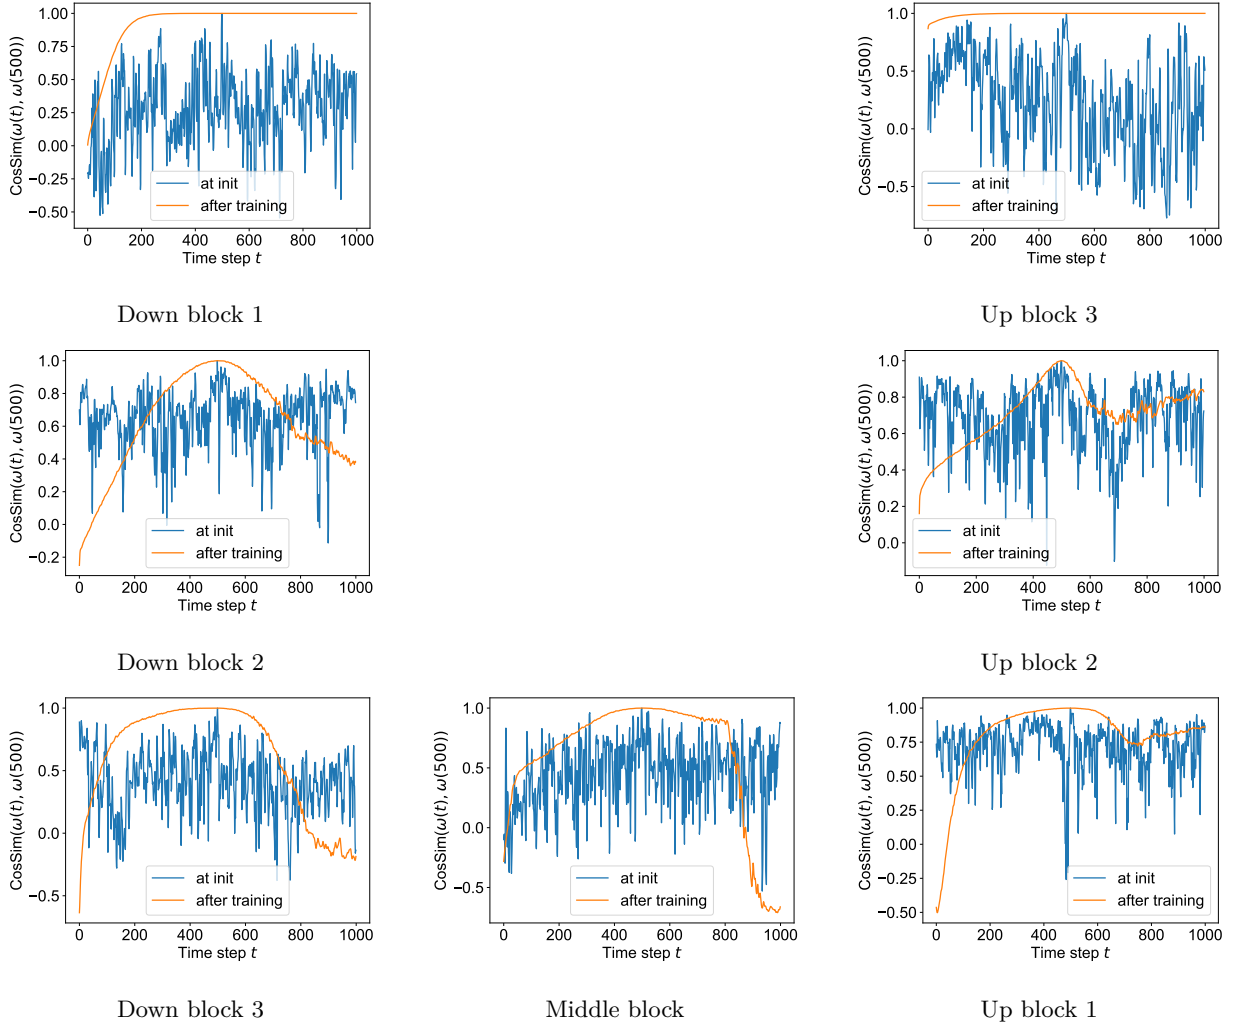 CosSim(ω(t), ω(500))
1.00
0.75
0.50
0.25
0.00
−0.25
−0.50
at init
after training
0 200 400 600 800 1000
Time step t
Down block 1
CosSim(ω(t), ω(500))
1.0
0.5
0.0
−0.5
at init
after training
0 200 400 600 800 1000
Time step t
Up block 3
CosSim(ω(t), ω(500))
1.0
0.8
0.6
0.4
0.2
0.0
−0.2
at init
after training
0 200 400 600 800 1000
Time step t
Down block 2
CosSim(ω(t), ω(500))
1.0
0.8
0.6
0.4
0.2
0.0
at init
after training
0 200 400 600 800 1000
Time step t
Up block 2
CosSim(ω(t), ω(500))
1.0
0.5
0.0
−0.5
at init
after training
0 200 400 600 800 1000
Time step t
Down block 3
CosSim(ω(t), ω(500))
1.0
0.5
0.0
−0.5
at init
after training
0 200 400 600 800 1000
Time step t
Middle block
CosSim(ω(t), ω(500))
1.00
0.75
0.50
0.25
0.00
−0.25
−0.50
at init
after training
0 200 400 600 800 1000
Time step t
Up block 1